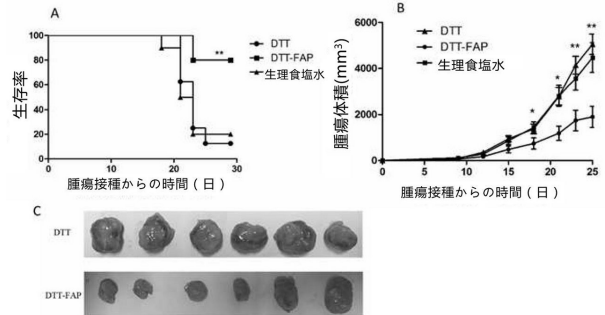 A
100
80
60
40
20
0
0
10
20
30
生存率
腫瘍接種からの時間（日）
**
DTT
DTT-FAP
生理食塩水
B
6000
4000
2000
0
0
5
10
15
20
25
腫瘍体積(mm³)
腫瘍接種からの時間（日）
DTT
DTT-FAP
生理食塩水
*
*
**
**
C
DTT
DTT-FAP